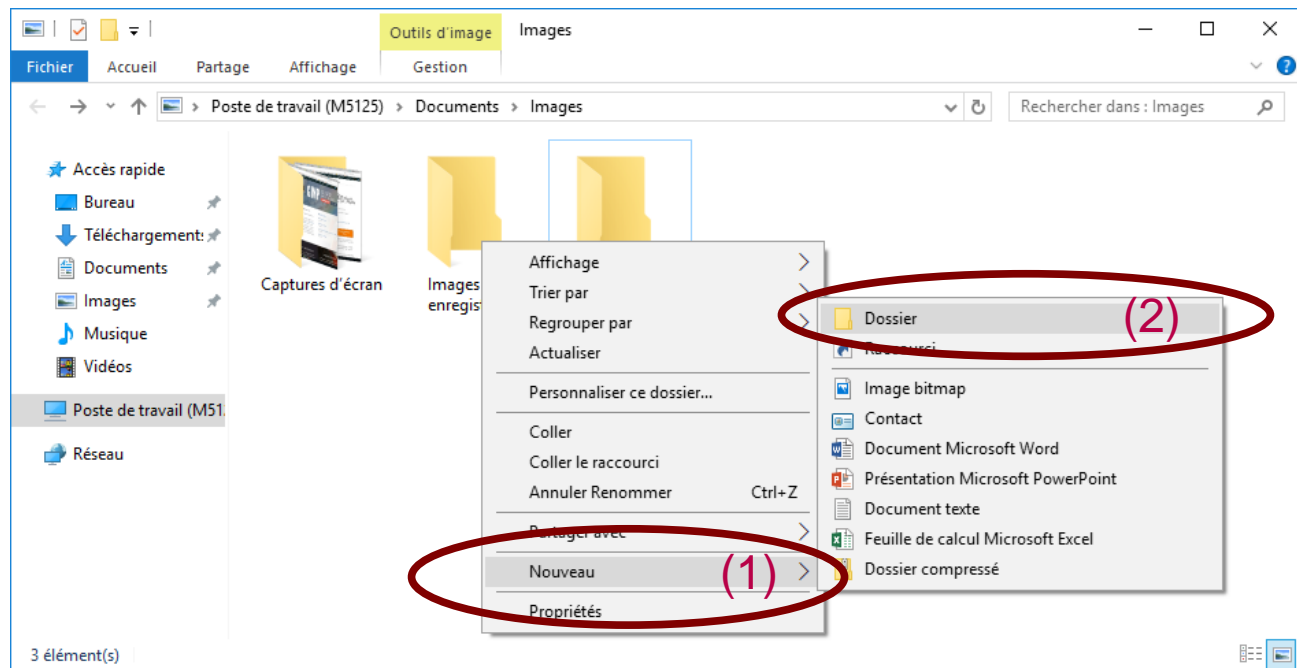 Outils d'image
Images
Fichier
Accueil
Partage
Affichage
Gestion
Poste de travail (M5125) > Documents > Images
Rechercher dans : Images
Accès rapide
Bureau
Téléchargement
Documents
Images
Musique
Vidéos
Poste de travail (M51
Réseau
Captures d'écran
Images
enregis
Affichage
Trier par
Regrouper par
Actualiser
Personnaliser ce dossier...
Coller
Coller le raccourci
Annuler Renommer Ctrl+Z
Partager avec
Nouveau (1)
Propriétés
Dossier (2)
Raccourci
Image bitmap
Contact
Document Microsoft Word
Présentation Microsoft PowerPoint
Document texte
Feuille de calcul Microsoft Excel
Dossier compressé
3 élément(s)